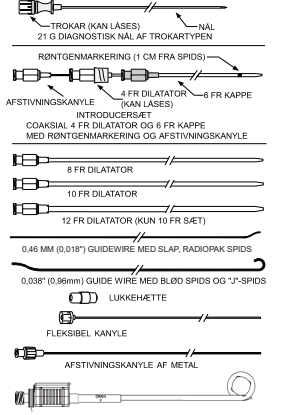 TROKAR (KAN LÅSES)
NÅL
21 G DIAGNOSTISK NÅL AF TROKARTYPEN
RØNTGENMARKERING (1 CM FRA SPIDS)
AFSTIVNINGSKANYLE
4 FR DILATATOR
(KAN LÅSES)
6 FR KAPPE
INTRODUCERSÆT
COAKSIAL 4 FR DILATATOR OG 6 FR KAPPE
MED RØNTGENMARKERING OG AFSTIVNINGSKANYLE
8 FR DILATATOR
10 FR DILATATOR
12 FR DILATATOR (KUN 10 FR SÆT)
0,46 MM (0,018") GUIDEWIRE MED SLAP, RADIOPAK SPIDS
0,038" (0,96mm) GUIDE WIRE MED BLØD SPIDS OG "J"-SPIDS
LUKKEHÆTTE
FLEKSIBEL KANYLE
AFSTIVNINGSKANYLE AF METAL